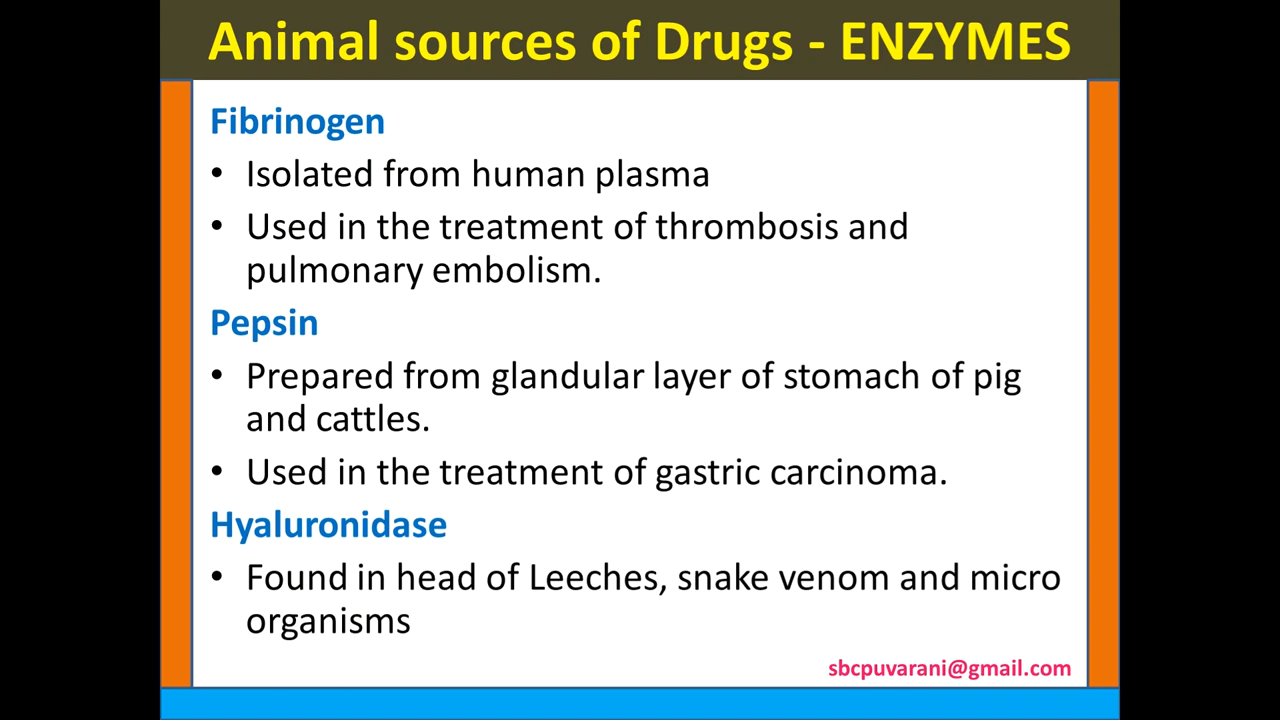 Animal sources of Drugs - ENZYMES
Fibrinogen
• Isolated from human plasma
• Used in the treatment of thrombosis and
pulmonary embolism.
Pepsin
• Prepared from glandular layer of stomach of pig
and cattles.
• Used in the treatment of gastric carcinoma.
Hyaluronidase
• Found in head of Leeches, snake venom and micro
organisms
sbcpuvarani@gmail.com